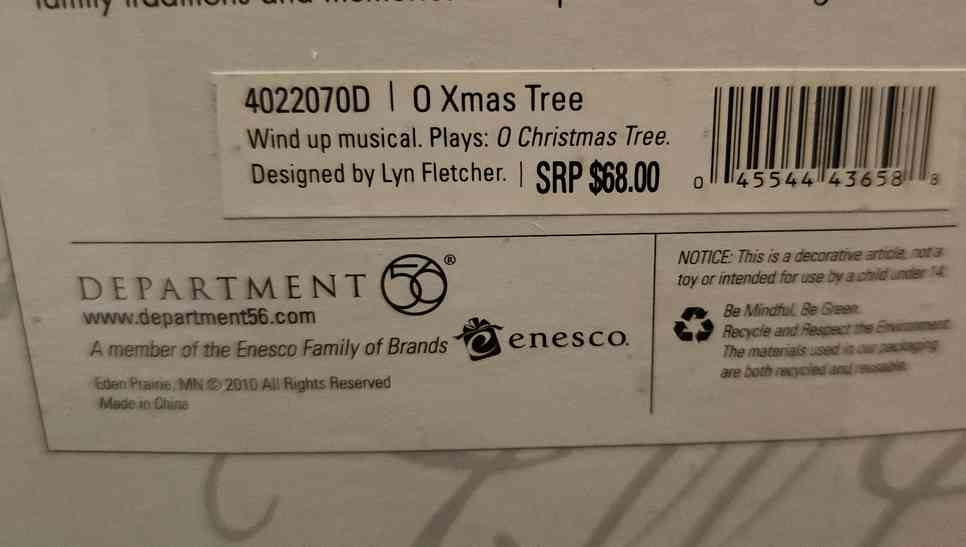 family traditions and
4022070D | O Xmas Tree
Wind up musical. Plays: O Christmas Tree.
Designed by Lyn Fletcher. | SRP $68.00
0 45544 43658 8
DEPARTMENT 56®
www.department56.com
A member of the Enesco Family of Brands enesco.
Eden Prairie, MN © 2010 All Rights Reserved
Made in China
NOTICE: This is a decorative article, not a
toy or intended for use by a child under 14.
Be Mindful, Be Green.
Recycle and Respect the Environment.
The materials used in our packaging
are both recycled and reusable.